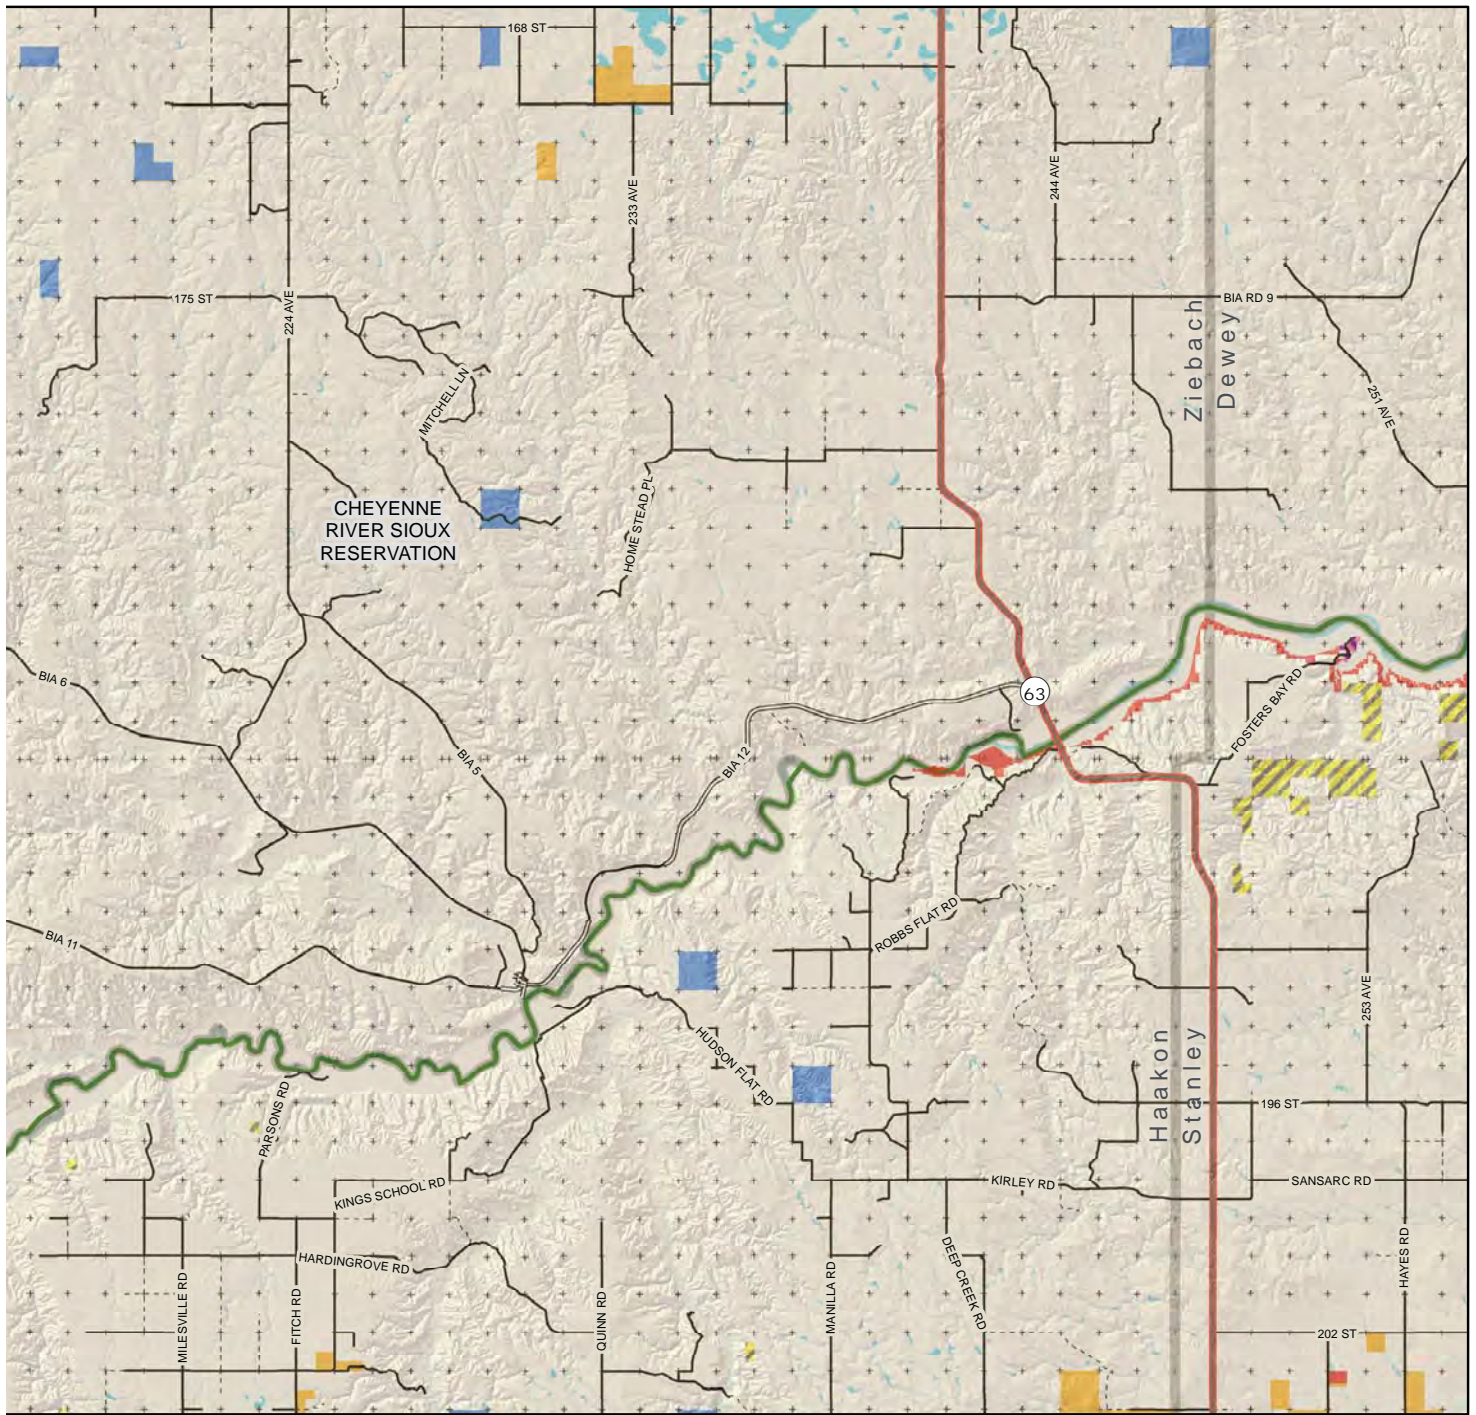 168 ST
244 AVE
233 AVE
175 ST
224 AVE
BIA RD 9
Ziebach
Dewey
251 AVE
MITCHELL LN
HOME STEAD PL
CHEYENNE
RIVER SIOUX
RESERVATION
BIA 6
63
FOSTERS BAY RD
BIA 5
BIA 12
ROBBS FLAT RD
BIA 11
253 AVE
HUDSON FLAT RD
Haakon
Stanley
196 ST
PARSONS RD
KINGS SCHOOL RD
KIRLEY RD
SANSARC RD
HARDINGROVE RD
MILESVILLE RD
FITCH RD
QUINN RD
MANILLA RD
DEEP CREEK RD
HAYES RD
202 ST